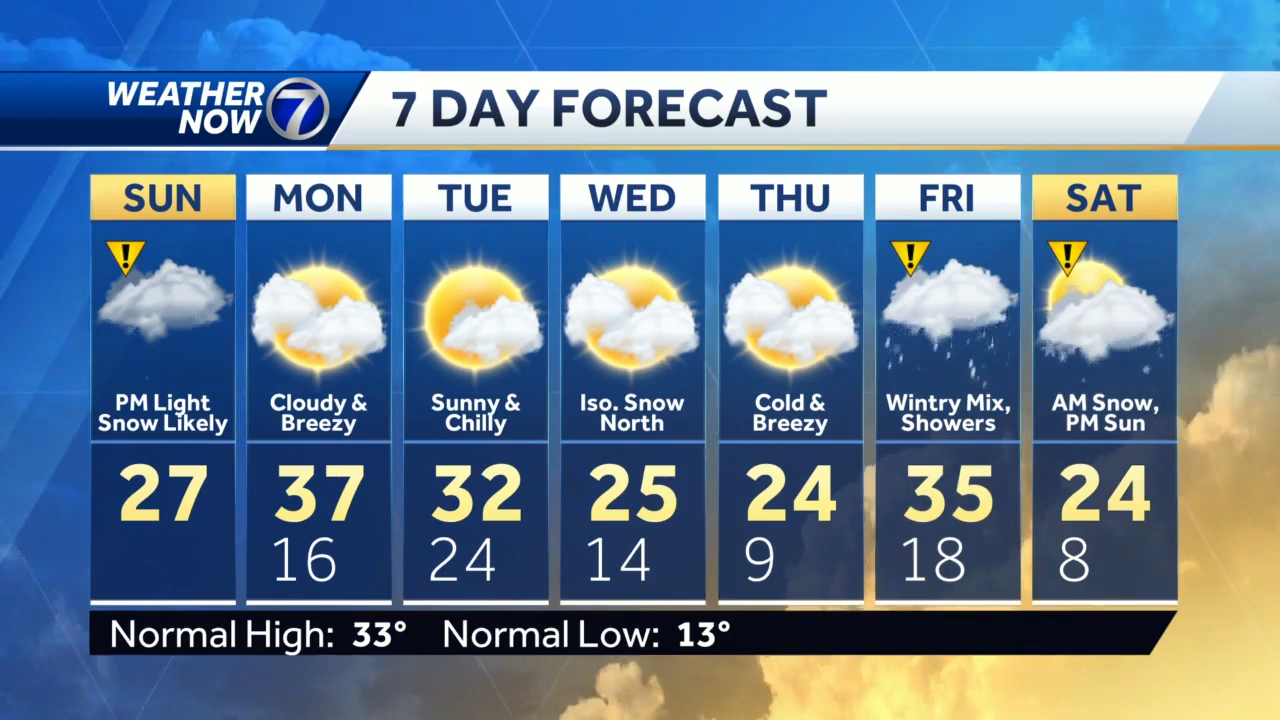 WEATHER
NOW 7
7 DAY FORECAST
SUN
MON
TUE
WED
THU
FRI
SAT
!
!
!
PM Light
Snow Likely
Cloudy &
Breezy
Sunny &
Chilly
Iso. Snow
North
Cold &
Breezy
Wintry Mix,
Showers
AM Snow,
PM Sun
27
37
32
25
24
35
24
16
24
14
9
18
8
Normal High: 33° Normal Low: 13°